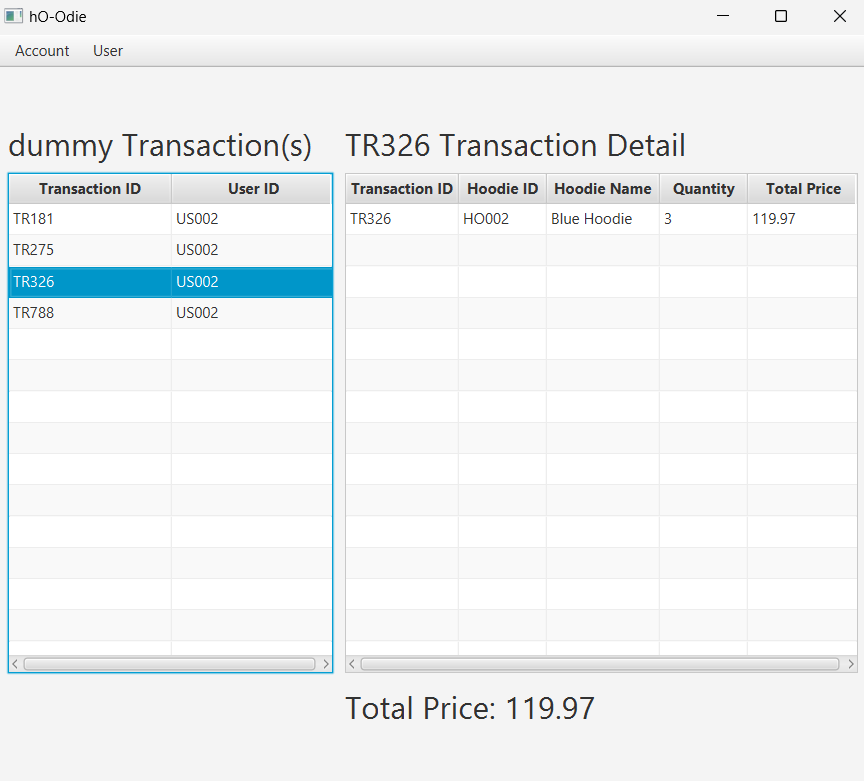 hO-Odie
Account User
dummy Transaction(s)
Transaction ID User ID
TR181 US002
TR275 US002
TR326 US002
TR788 US002
TR326 Transaction Detail
Transaction ID Hoodie ID Hoodie Name Quantity Total Price
TR326 HO002 Blue Hoodie 3 119.97
Total Price: 119.97